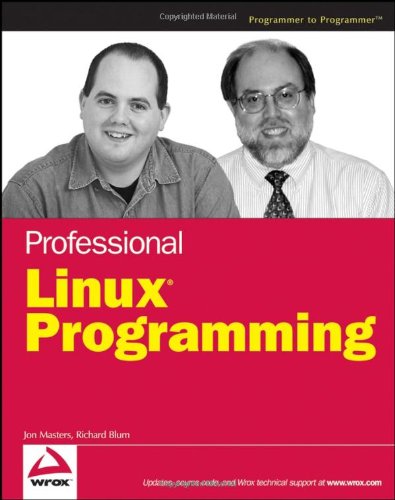 Copyrighted Material
Programmer to Programmer™
Professional
Linux®
Programming
Jon Masters, Richard Blum
wrox™
Updates, source code, and Wrox technical support at www.wrox.com